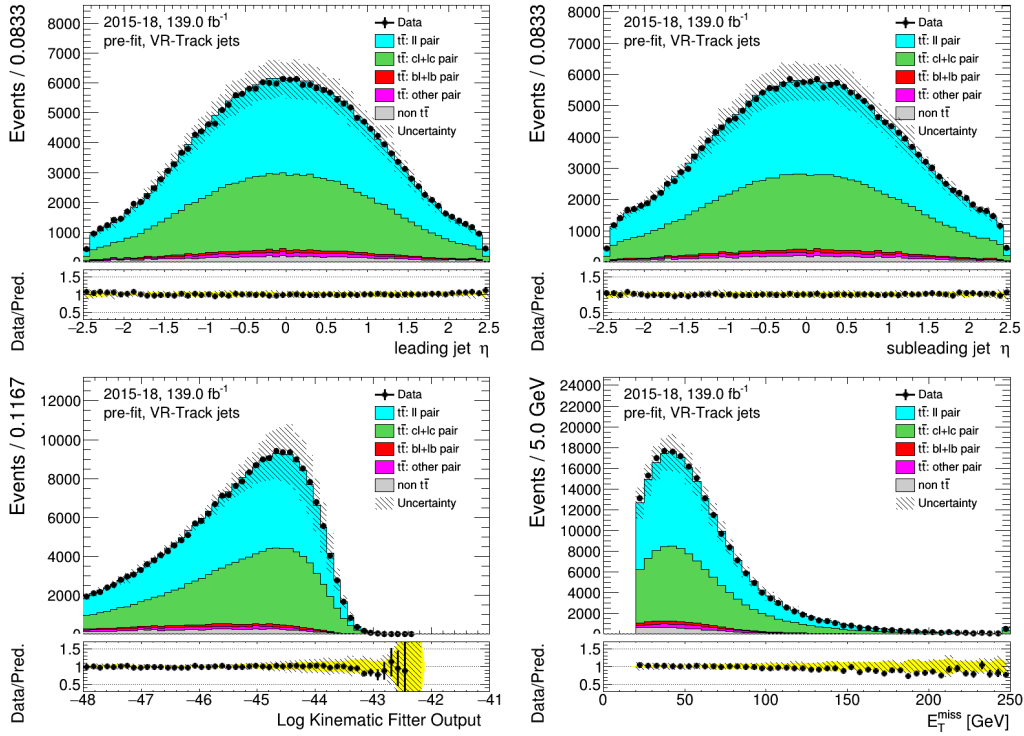 Events / 0.0833
8000
7000
6000
5000
4000
3000
2000
1000
0
2015-18, 139.0 fb⁻¹
pre-fit, VR-Track jets
Data
tt̄: ll pair
tt̄: cl+lc pair
tt̄: bl+lb pair
tt̄: other pair
non tt̄
Uncertainty
Data/Pred.
1.5
1
0.5
−2.5 −2 −1.5 −1 −0.5 0 0.5 1 1.5 2 2.5
leading jet η
Events / 0.0833
8000
7000
6000
5000
4000
3000
2000
1000
0
2015-18, 139.0 fb⁻¹
pre-fit, VR-Track jets
Data
tt̄: ll pair
tt̄: cl+lc pair
tt̄: bl+lb pair
tt̄: other pair
non tt̄
Uncertainty
Data/Pred.
1.5
1
0.5
−2.5 −2 −1.5 −1 −0.5 0 0.5 1 1.5 2 2.5
subleading jet η
Events / 0.1167
12000
10000
8000
6000
4000
2000
0
2015-18, 139.0 fb⁻¹
pre-fit, VR-Track jets
Data
tt̄: ll pair
tt̄: cl+lc pair
tt̄: bl+lb pair
tt̄: other pair
non tt̄
Uncertainty
Data/Pred.
1.5
1
0.5
−48 −47 −46 −45 −44 −43 −42 −41
Log Kinematic Fitter Output
Events / 5.0 GeV
24000
22000
20000
18000
16000
14000
12000
10000
8000
6000
4000
2000
0
2015-18, 139.0 fb⁻¹
pre-fit, VR-Track jets
Data
tt̄: ll pair
tt̄: cl+lc pair
tt̄: bl+lb pair
tt̄: other pair
non tt̄
Uncertainty
Data/Pred.
1.5
1
0.5
0 50 100 150 200 250
E_T^miss [GeV]